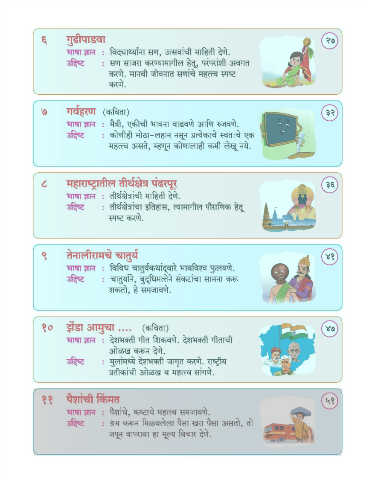 ६ गुढीपाडवा २७
भाषा ज्ञान : विद्यार्थ्यांना सण, उत्सवांची माहिती देणे.
उद्दिष्ट : सण साजरा करण्यामागील हेतू, परंपरांशी अवगत
करणे. मानवी जीवनात सणांचे महत्त्व स्पष्ट
करणे.
७ गर्वहरण (कविता) ३२
भाषा ज्ञान : मैत्री, एकीची भावना वाढवणे आणि रुजवणे.
उद्दिष्ट : कोणीही मोठा-लहान नसून प्रत्येकाचे स्वतःचे एक
महत्त्व असते, म्हणून कोणालाही कमी लेखू नये.
८ महाराष्ट्रातील तीर्थक्षेत्र पंढरपूर ३६
भाषा ज्ञान : तीर्थक्षेत्रांची माहिती देणे.
उद्दिष्ट : तीर्थक्षेत्रांचा इतिहास, त्यामागील पौराणिक हेतू
स्पष्ट करणे.
९ तेनालीरामचे चातुर्य ४१
भाषा ज्ञान : विविध चातुर्यकथांद्वारे भावविश्व फुलवणे.
उद्दिष्ट : चातुर्याने, बुद्धिमत्तेने संकटांचा सामना करू
शकतो, हे समजावणे.
१० झेंडा आमुचा .... (कविता) ४७
भाषा ज्ञान : देशभक्ती गीत शिकवणे. देशभक्ती गीताची
ओळख करून देणे.
उद्दिष्ट : मुलांमध्ये देशभक्ती जागृत करणे. राष्ट्रीय
प्रतीकांची ओळख व महत्त्व सांगणे.
११ पैशांची किंमत ५१
भाषा ज्ञान : पैशांचे, कष्टाचे महत्त्व समजावणे.
उद्दिष्ट : श्रम करून मिळवलेला पैसा खरा पैसा असतो, तो
जपून वापरावा हा मूल्य विचार देणे.